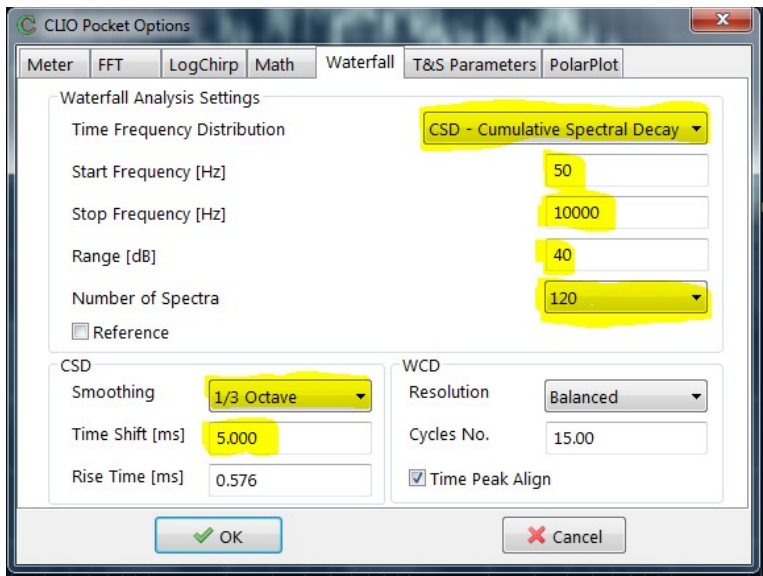 CLIO Pocket Options
Meter FFT LogChirp Math Waterfall T&S Parameters PolarPlot
Waterfall Analysis Settings
Time Frequency Distribution CSD - Cumulative Spectral Decay
Start Frequency [Hz] 50
Stop Frequency [Hz] 10000
Range [dB] 40
Number of Spectra 120
Reference
CSD WCD
Smoothing 1/3 Octave Resolution Balanced
Time Shift [ms] 5.000 Cycles No. 15.00
Rise Time [ms] 0.576 Time Peak Align
OK Cancel